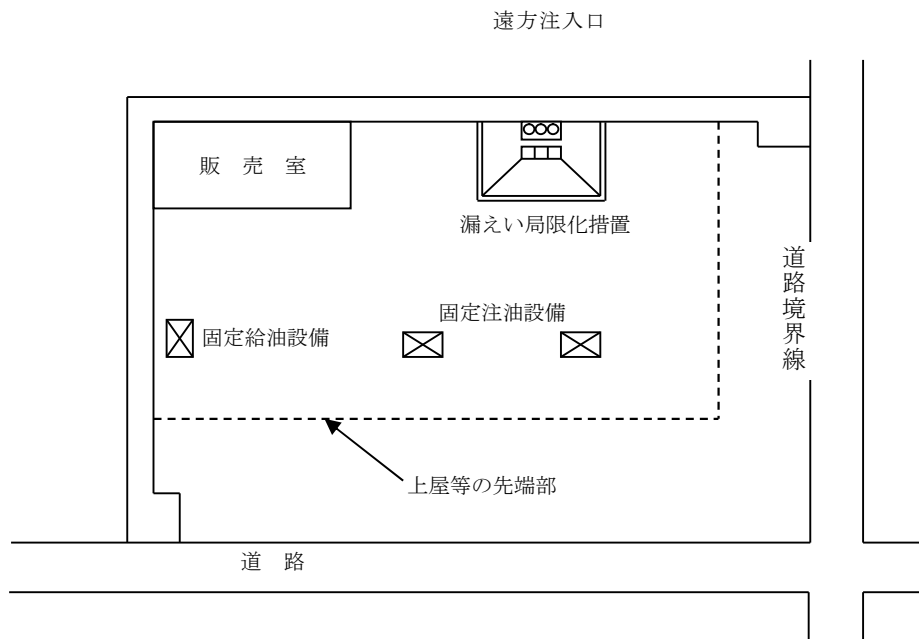 遠方注入口
販 売 室
漏えい局限化措置
道路境界線
固定注油設備
固定給油設備
上屋等の先端部
道 路